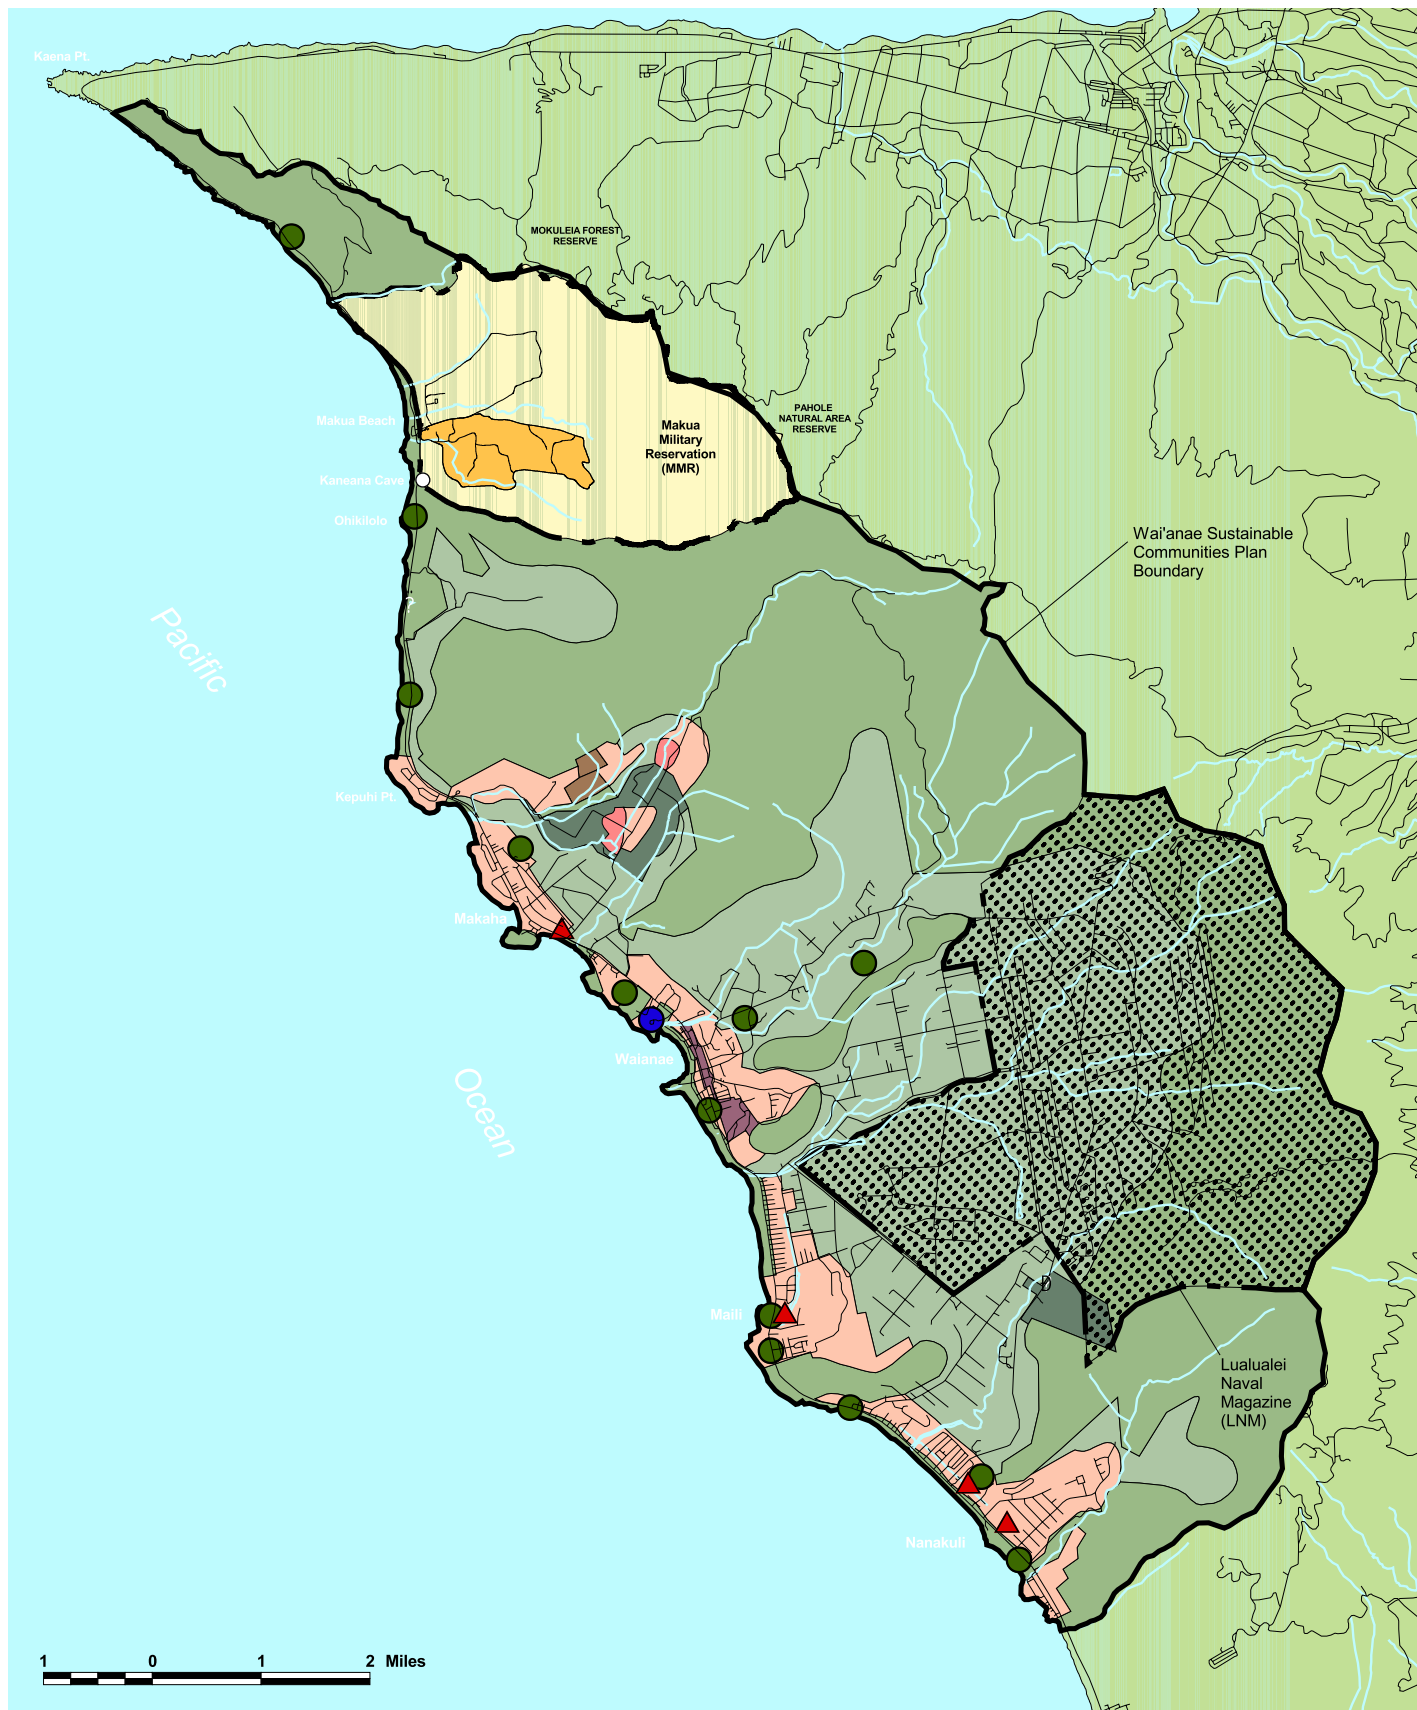 Kaena Pt.
MOKULEIA FOREST
RESERVE
Makua Beach
PAHOLE
NATURAL AREA
RESERVE
Makua
Military
Reservation
(MMR)
Kaneana Cave
Ohikilolo
Wai'anae Sustainable
Communities Plan
Boundary
Pacific
Kepuhi Pt.
Makaha
Waianae
Ocean
D
Maili
Lualualei
Naval
Magazine
(LNM)
Nanakuli
1 0 1 2 Miles